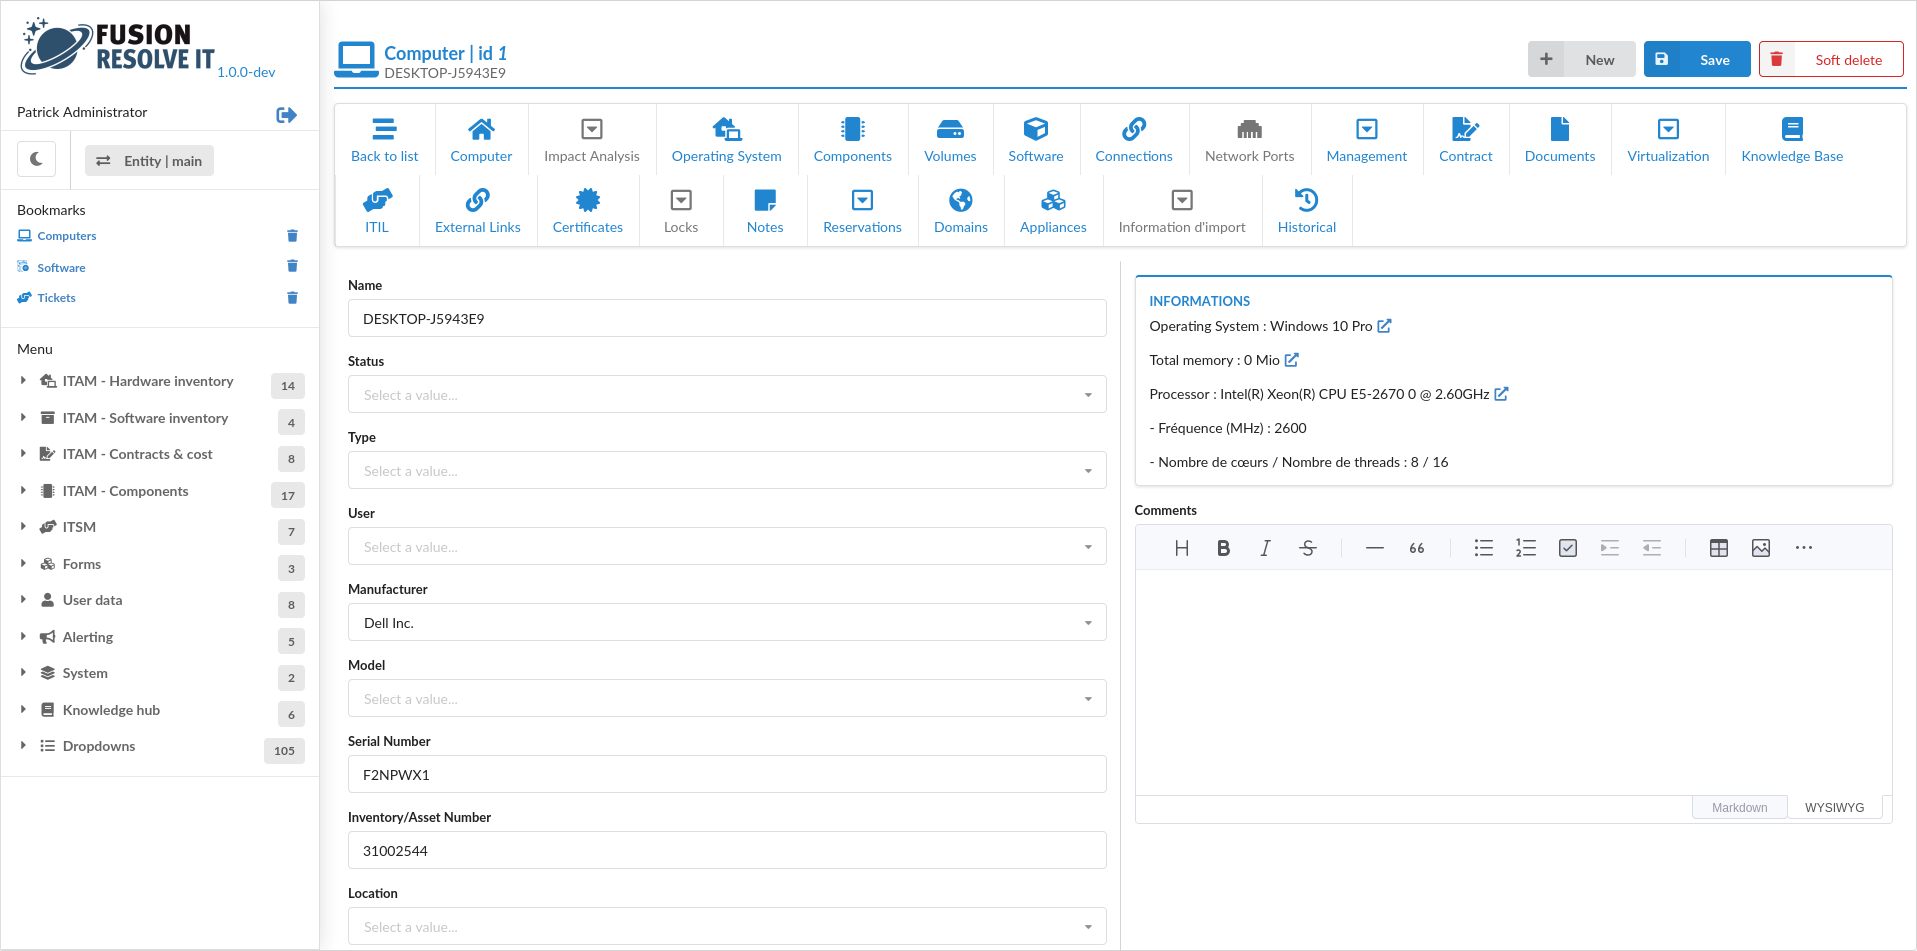 FUSION
RESOLVE IT 1.0.0-dev
Patrick Administrator
Entity | main
Bookmarks
Computers
Software
Tickets
Menu
ITAM - Hardware inventory 14
ITAM - Software inventory 4
ITAM - Contracts & cost 8
ITAM - Components 17
ITSM 7
Forms 3
User data 8
Alerting 5
System 2
Knowledge hub 6
Dropdowns 105
Computer | id 1
DESKTOP-J5943E9
New Save Soft delete
Back to list Computer Impact Analysis Operating System Components Volumes Software Connections Network Ports Management Contract Documents Virtualization Knowledge Base
ITIL External Links Certificates Locks Notes Reservations Domains Appliances Information d'import Historical
Name
DESKTOP-J5943E9
Status
Select a value...
Type
Select a value...
User
Select a value...
Manufacturer
Dell Inc.
Model
Select a value...
Serial Number
F2NPWX1
Inventory/Asset Number
31002544
Location
Select a value...
INFORMATIONS
Operating System : Windows 10 Pro
Total memory : 0 Mio
Processor : Intel(R) Xeon(R) CPU E5-2670 0 @ 2.60GHz
- Fréquence (MHz) : 2600
- Nombre de cœurs / Nombre de threads : 8 / 16
Comments
Markdown WYSIWYG